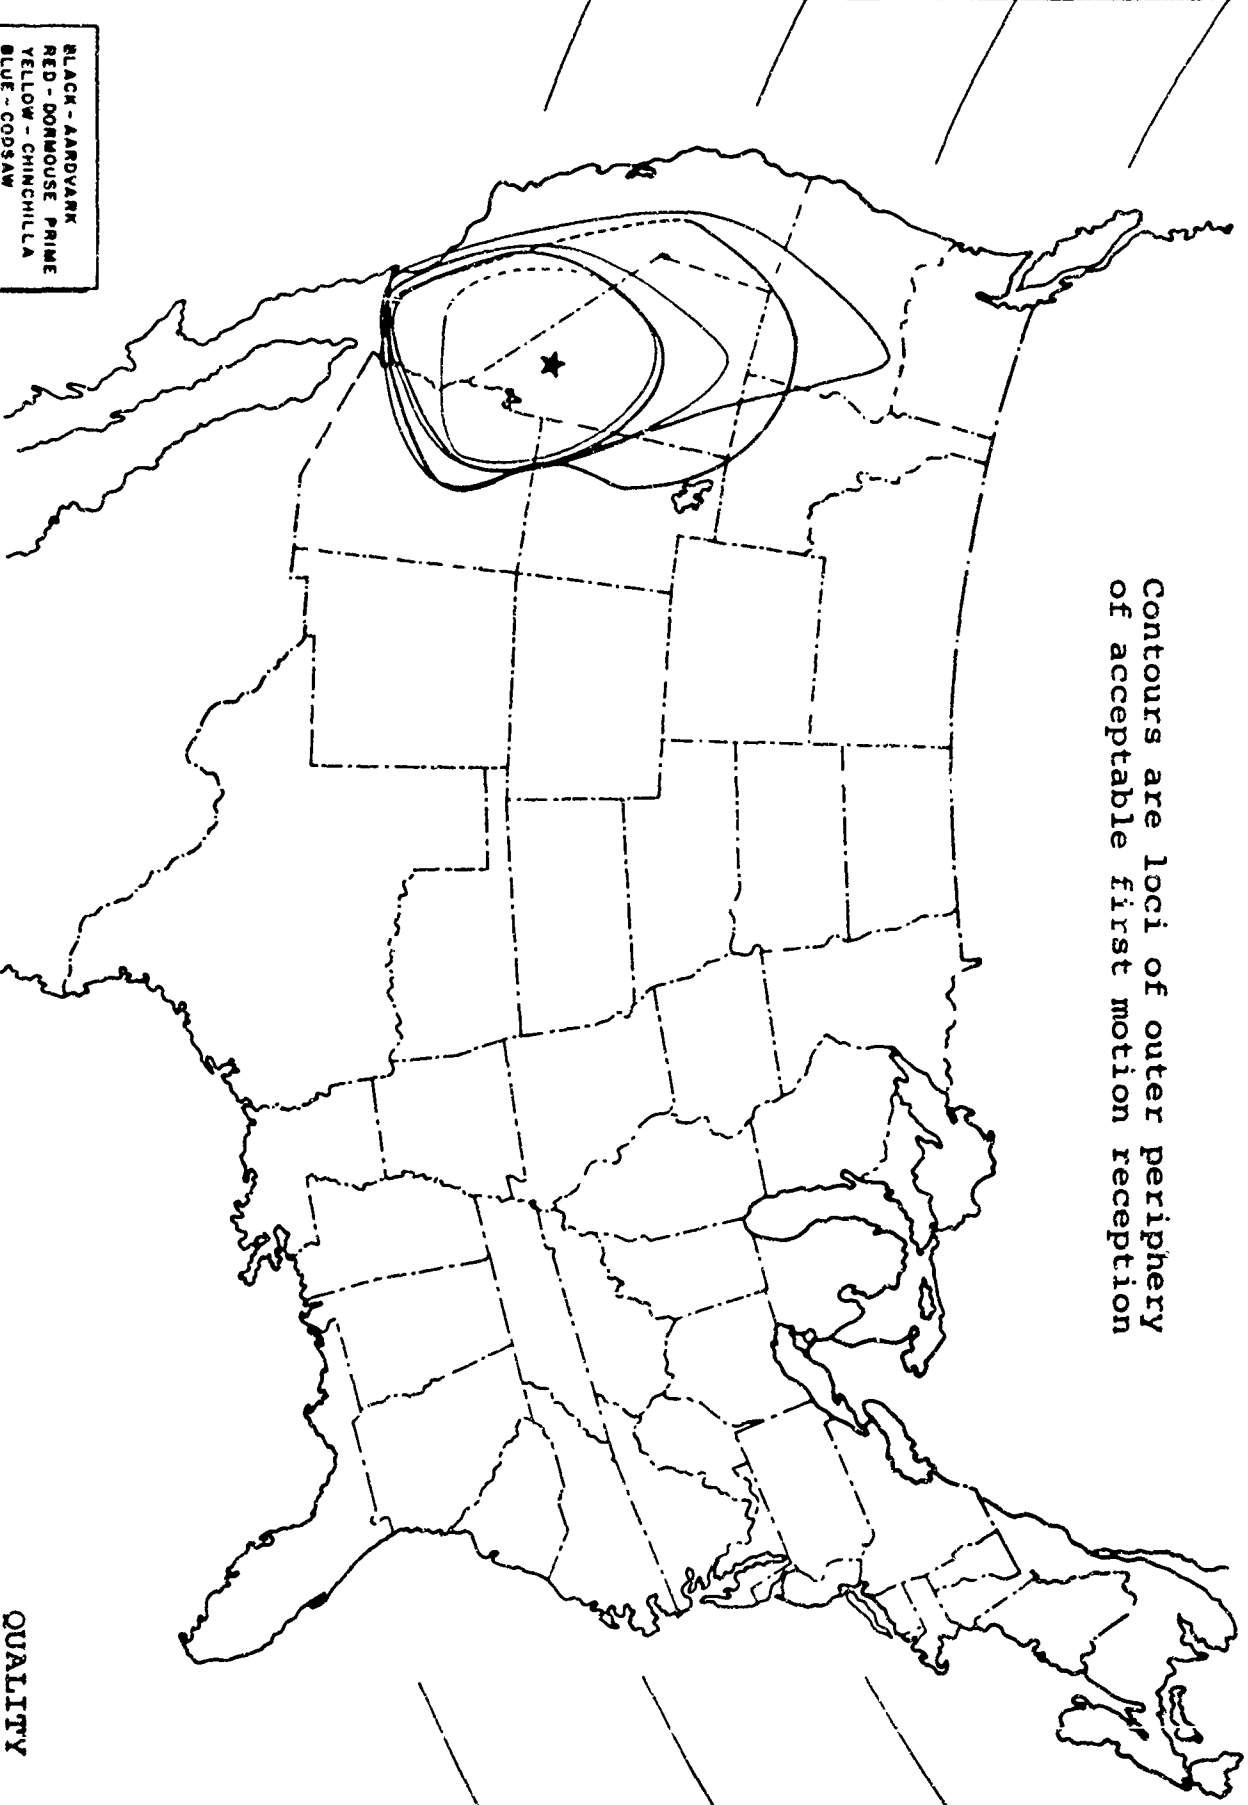 Contours are loci of outer periphery
of acceptable first motion reception
BLACK - AARDVARK
RED - DORMOUSE PRIME
YELLOW - CHINCHILLA
BLUE - CODSAW
QUALITY